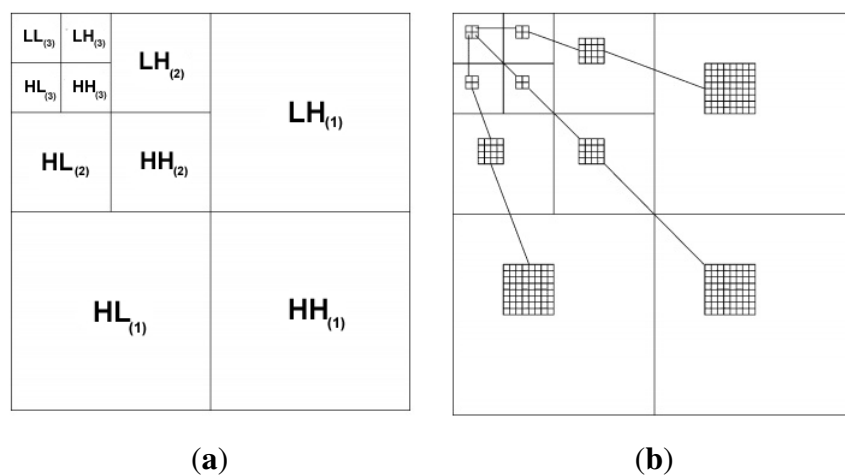 LL(3) LH(3)
LH(2)
HL(3) HH(3)
LH(1)
HL(2) HH(2)
HL(1) HH(1)
(a) (b)